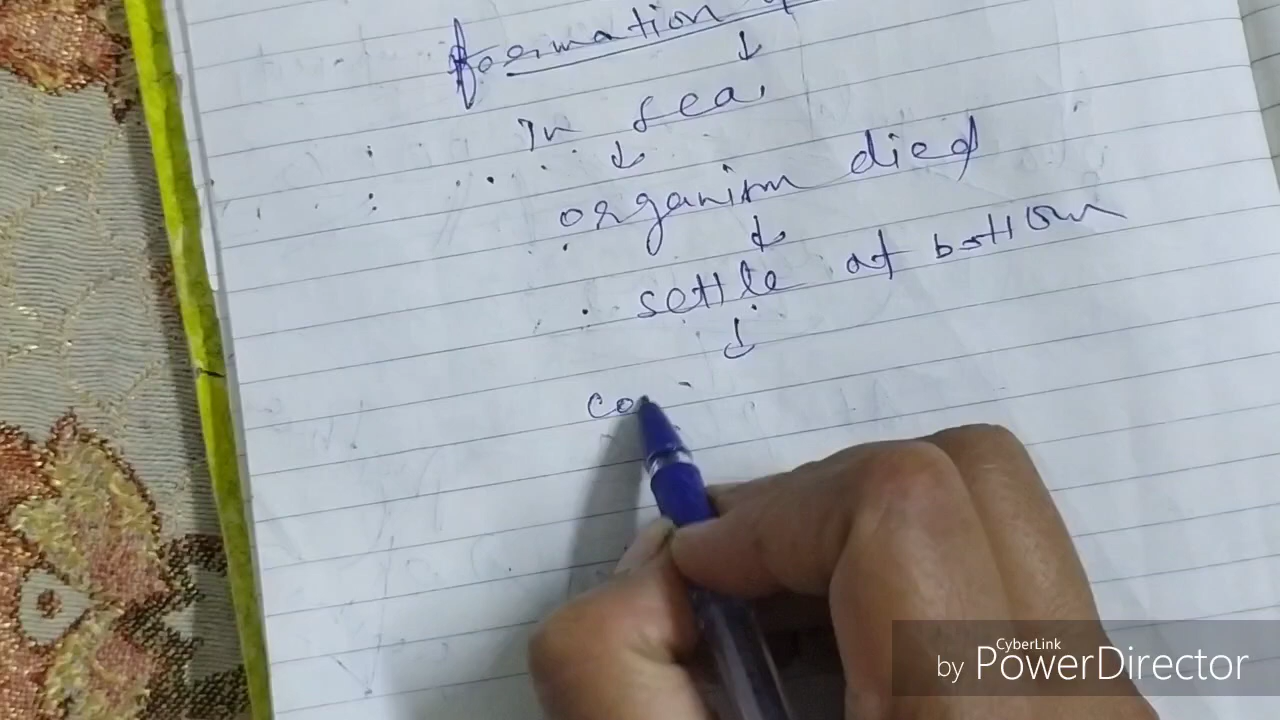 formation
In sea
organism died
settle at bottom
co
CyberLink
by PowerDirector